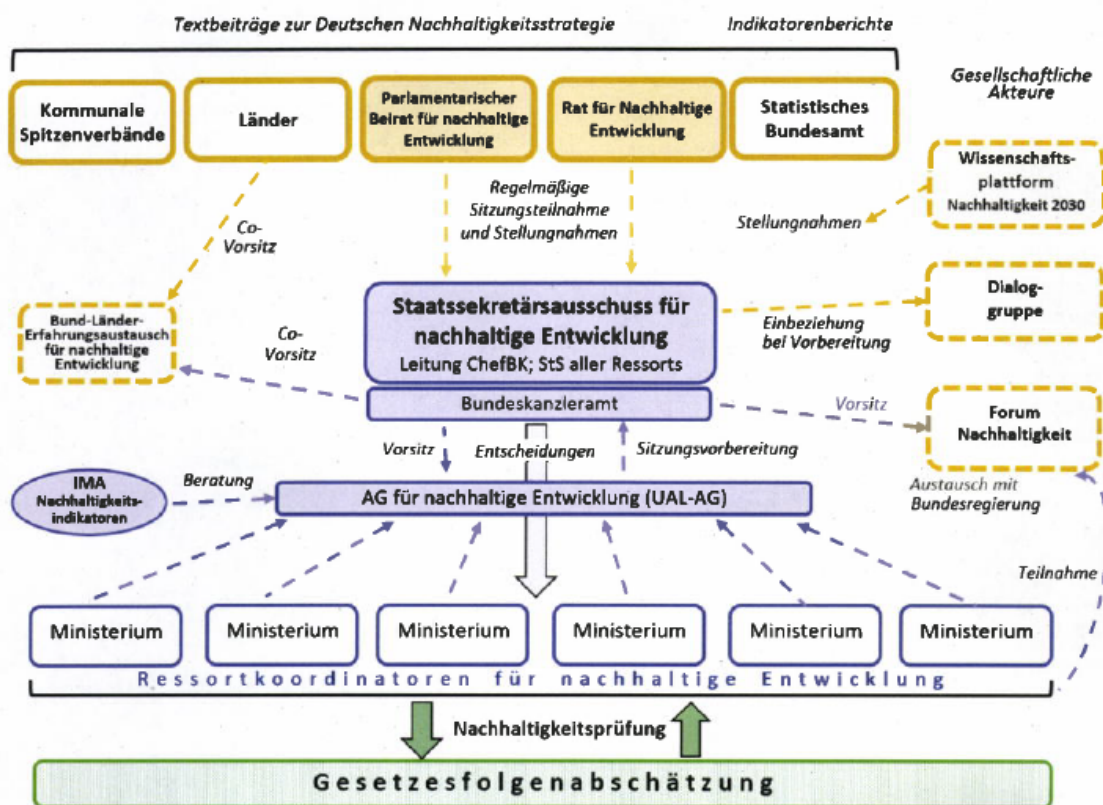 Textbeiträge zur Deutschen Nachhaltigkeitsstrategie
Indikatorenberichte
Gesellschaftliche
Akteure
Kommunale
Spitzenverbände
Länder
Parlamentarischer
Beirat für nachhaltige
Entwicklung
Rat für Nachhaltige
Entwicklung
Statistisches
Bundesamt
Wissenschafts-
plattform
Nachhaltigkeit 2030
Regelmäßige
Sitzungsteilnahme
und Stellungnahmen
Stellungnahmen
Co-
Vorsitz
Staatssekretärsausschuss für
nachhaltige Entwicklung
Leitung ChefBK; StS aller Ressorts
Dialog-
gruppe
Einbeziehung
bei Vorbereitung
Bund-Länder-
Erfahrungsaustausch
für nachhaltige
Entwicklung
Co-
Vorsitz
Bundeskanzleramt
Vorsitz
Forum
Nachhaltigkeit
Vorsitz
Entscheidungen
Sitzungsvorbereitung
IMA
Nachhaltigkeits-
indikatoren
Beratung
AG für nachhaltige Entwicklung (UAL-AG)
Austausch mit
Bundesregierung
Teilnahme
Ministerium
Ministerium
Ministerium
Ministerium
Ministerium
Ministerium
Ressortkoordinatoren für nachhaltige Entwicklung
Nachhaltigkeitsprüfung
Gesetzesfolgenabschätzung